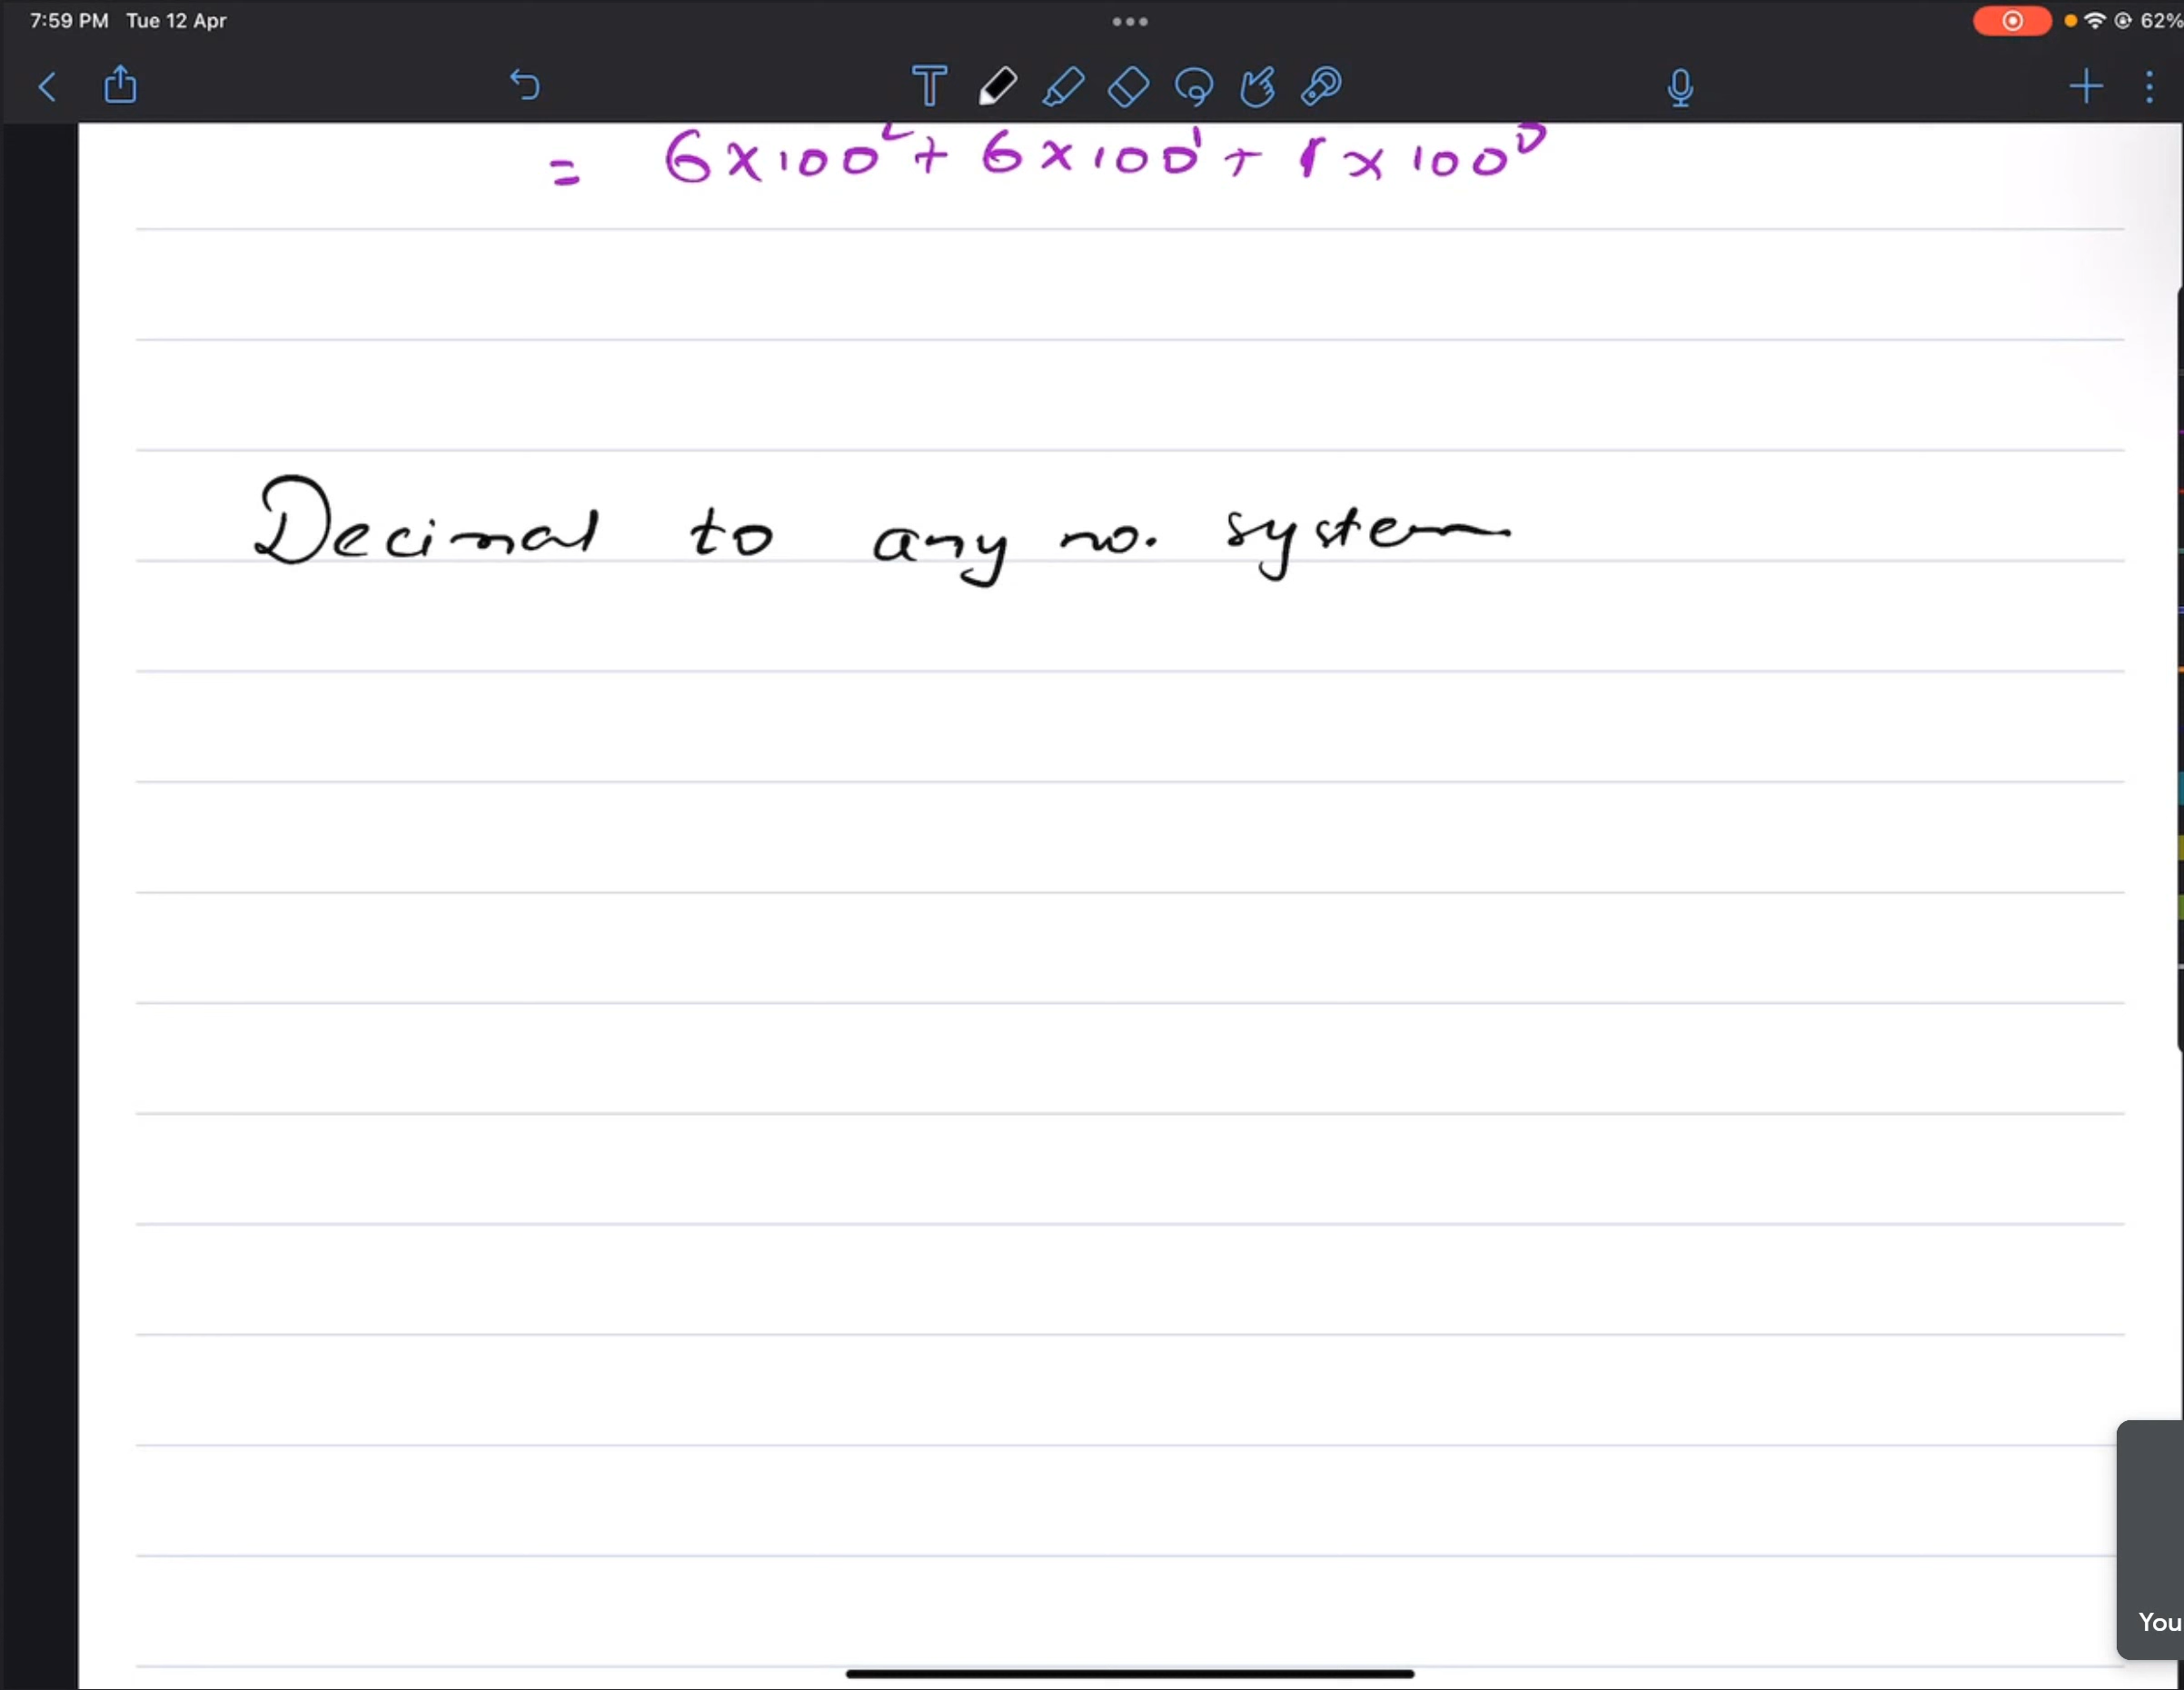 7:59 PM Tue 12 Apr 62%
= 6 x 100² + 6 x 100¹ + 1 x 100⁰
Decimal to any no. system
You